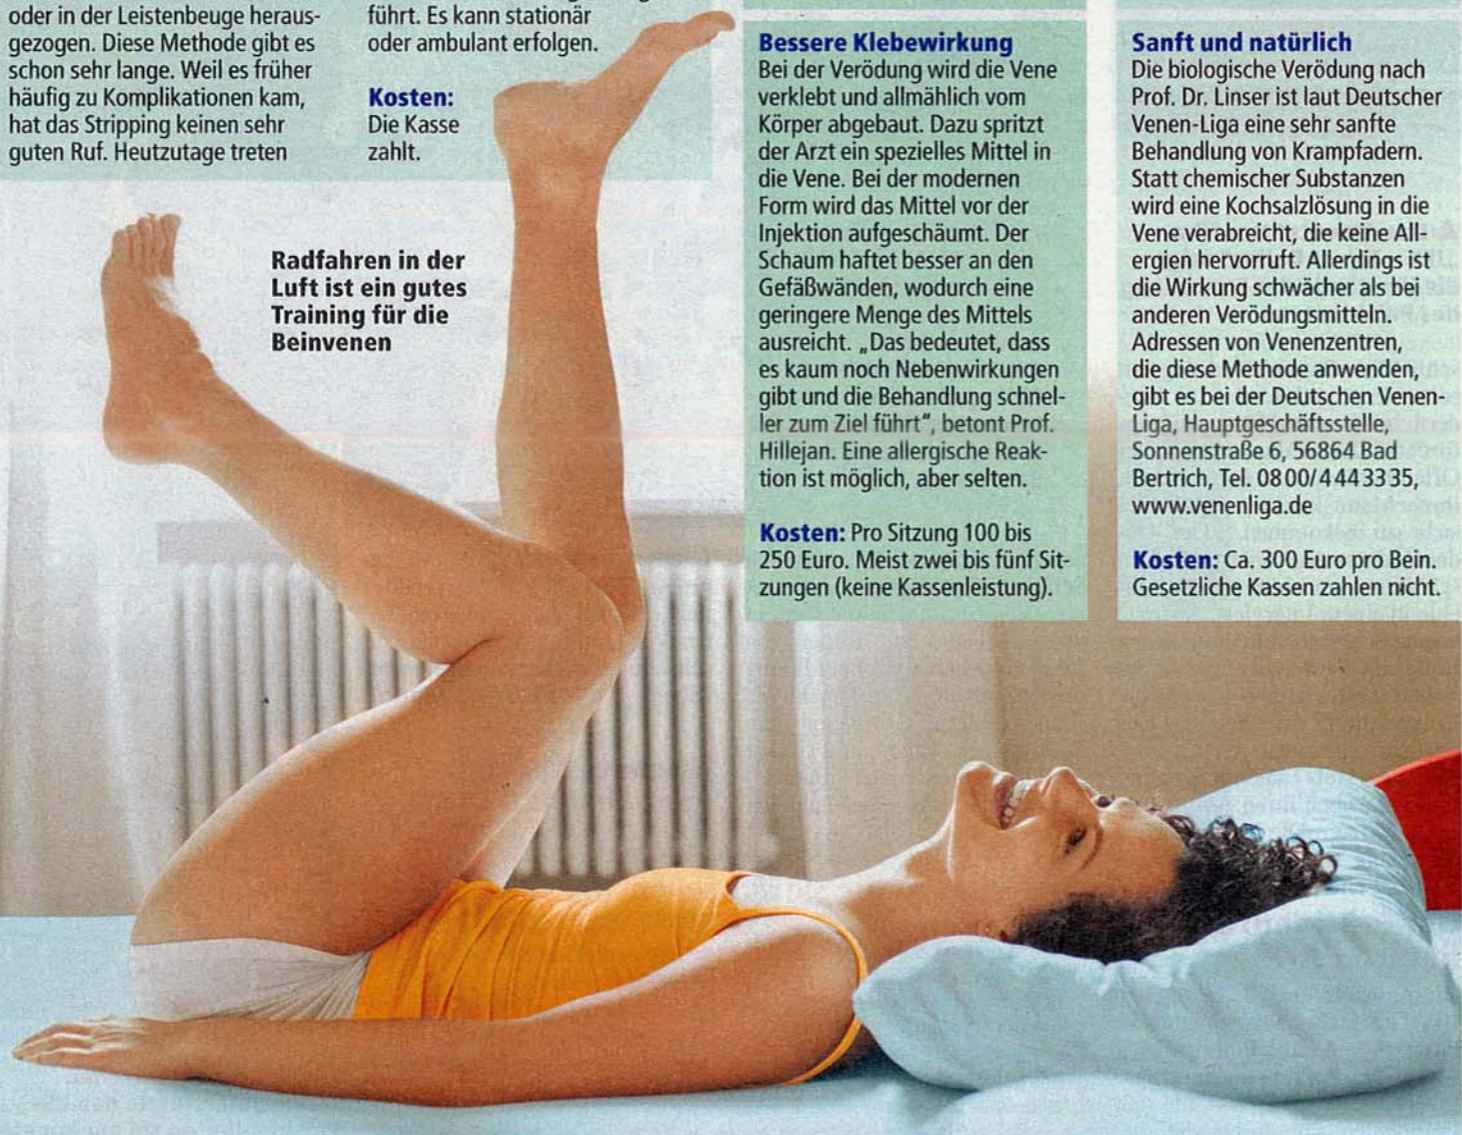 oder in der Leistenbeuge heraus-
gezogen. Diese Methode gibt es
schon sehr lange. Weil es früher
häufig zu Komplikationen kam,
hat das Stripping keinen sehr
guten Ruf. Heutzutage treten
führt. Es kann stationär
oder ambulant erfolgen.
Kosten:
Die Kasse
zahlt.
Radfahren in der
Luft ist ein gutes
Training für die
Beinvenen
Bessere Klebewirkung
Bei der Verödung wird die Vene
verklebt und allmählich vom
Körper abgebaut. Dazu spritzt
der Arzt ein spezielles Mittel in
die Vene. Bei der modernen
Form wird das Mittel vor der
Injektion aufgeschäumt. Der
Schaum haftet besser an den
Gefäßwänden, wodurch eine
geringere Menge des Mittels
ausreicht. „Das bedeutet, dass
es kaum noch Nebenwirkungen
gibt und die Behandlung schnel-
ler zum Ziel führt“, betont Prof.
Hillejan. Eine allergische Reak-
tion ist möglich, aber selten.
Kosten: Pro Sitzung 100 bis
250 Euro. Meist zwei bis fünf Sit-
zungen (keine Kassenleistung).
Sanft und natürlich
Die biologische Verödung nach
Prof. Dr. Linser ist laut Deutscher
Venen-Liga eine sehr sanfte
Behandlung von Krampfadern.
Statt chemischer Substanzen
wird eine Kochsalzlösung in die
Vene verabreicht, die keine All-
ergien hervorruft. Allerdings ist
die Wirkung schwächer als bei
anderen Verödungsmitteln.
Adressen von Venenzentren,
die diese Methode anwenden,
gibt es bei der Deutschen Venen-
Liga, Hauptgeschäftsstelle,
Sonnenstraße 6, 56864 Bad
Bertrich, Tel. 08 00/4 44 33 35,
www.venenliga.de
Kosten: Ca. 300 Euro pro Bein.
Gesetzliche Kassen zahlen nicht.